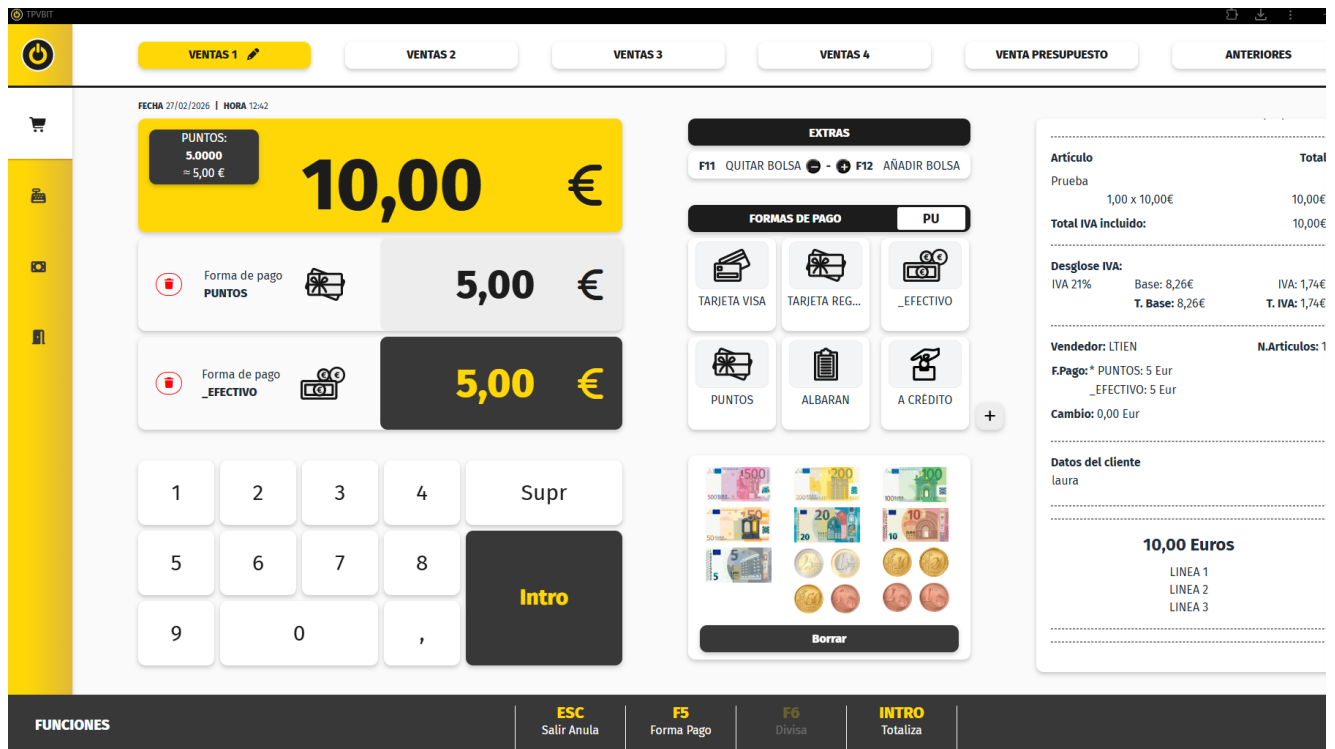 TPVBIT
VENTAS 1
VENTAS 2
VENTAS 3
VENTAS 4
VENTA PRESUPUESTO
ANTERIORES
FECHA 27/02/2026 | HORA 12:42
PUNTOS:
5.0000
≈ 5,00 €
10,00 €
Forma de pago
PUNTOS
5,00 €
Forma de pago
_EFECTIVO
5,00 €
1 2 3 4 Supr
5 6 7 8
Intro
9 0 ,
EXTRAS
F11 QUITAR BOLSA - F12 AÑADIR BOLSA
FORMAS DE PAGO PU
TARJETA VISA TARJETA REG... _EFECTIVO
PUNTOS ALBARAN A CRÉDITO
+
500 200 100
50 20 10
5
Borrar
Artículo Total
Prueba
1,00 x 10,00€ 10,00€
Total IVA incluido: 10,00€
Desglose IVA:
IVA 21% Base: 8,26€ IVA: 1,74€
T. Base: 8,26€ T. IVA: 1,74€
Vendedor: LTIEN N.Articulos: 1
F.Pago:* PUNTOS: 5 Eur
_EFECTIVO: 5 Eur
Cambio: 0,00 Eur
Datos del cliente
laura
10,00 Euros
LINEA 1
LINEA 2
LINEA 3
FUNCIONES
ESC
Salir Anula
F5
Forma Pago
F6
Divisa
INTRO
Totaliza